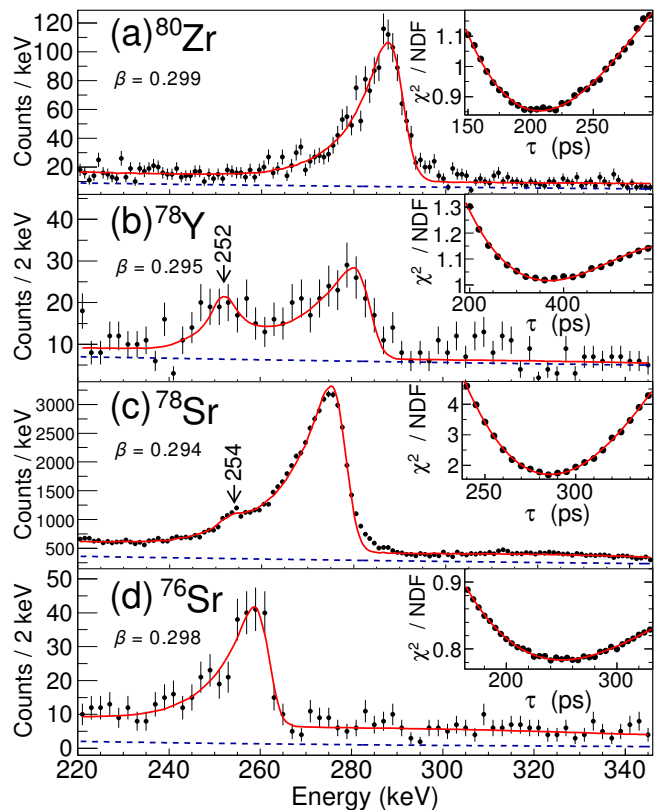 (a) ⁸⁰Zr
β = 0.299
Counts / keV
120
100
80
60
40
20
χ² / NDF
1.1
1
0.9
150 200 250
τ (ps)
(b) ⁷⁸Y
β = 0.295
252
Counts / 2 keV
40
30
20
10
0
χ² / NDF
1.3
1.2
1.1
1
200 400
τ (ps)
(c) ⁷⁸Sr
β = 0.294
254
Counts / 2 keV
3000
2500
2000
1500
1000
500
χ² / NDF
4
3
2
250 300
τ (ps)
(d) ⁷⁶Sr
β = 0.298
Counts / 2 keV
50
40
30
20
10
0
χ² / NDF
0.9
0.8
200 300
τ (ps)
220 240 260 280 300 320 340
Energy (keV)